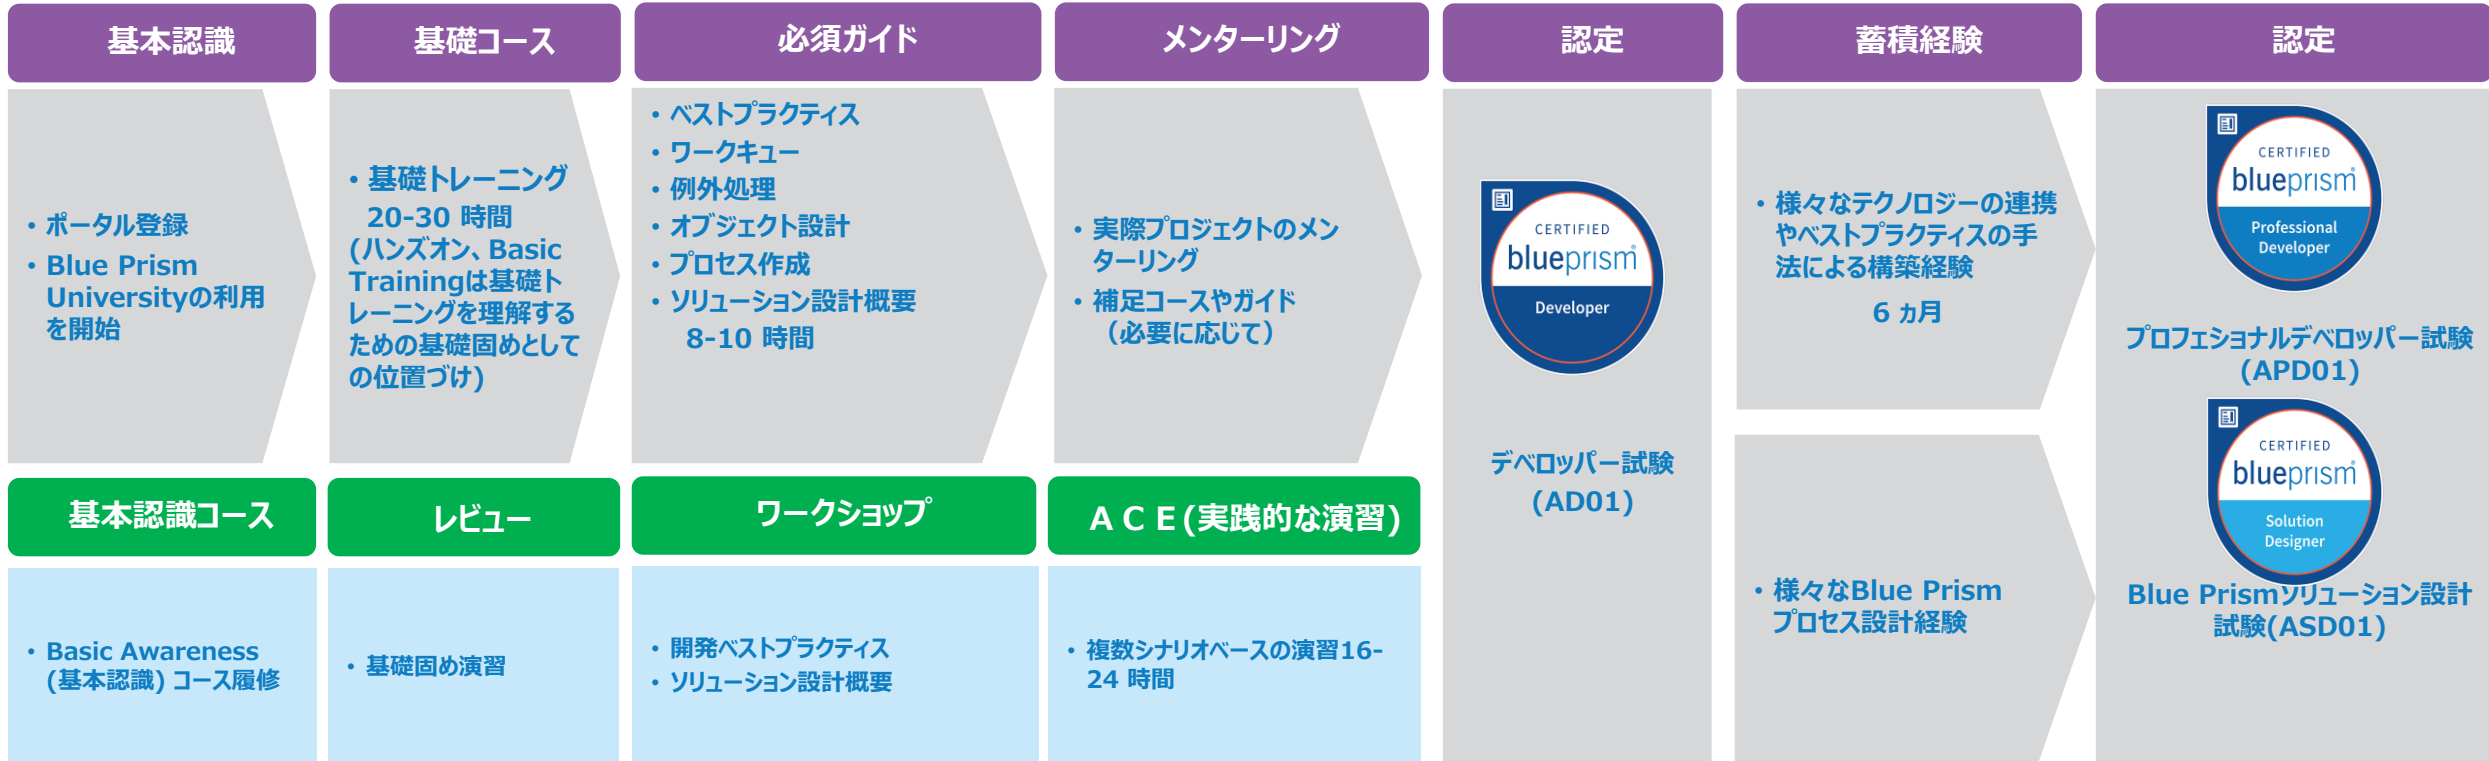 基本認識
基礎コース
必須ガイド
メンターリング
認定
蓄積経験
認定
・ポータル登録
・Blue Prism
Universityの利用
を開始
・基礎トレーニング
20-30 時間
(ハンズオン、Basic
Trainingは基礎ト
レーニングを理解する
ための基礎固めとして
の位置づけ)
・ベストプラクティス
・ワークキュー
・例外処理
・オブジェクト設計
・プロセス作成
・ソリューション設計概要
8-10 時間
・実際プロジェクトのメン
ターリング
・補足コースやガイド
（必要に応じて）
CERTIFIED
blueprism
Developer
デベロッパー試験
(AD01)
・様々なテクノロジーの連携
やベストプラクティスの手
法による構築経験
6 ヵ月
・様々なBlue Prism
プロセス設計経験
CERTIFIED
blueprism
Professional
Developer
プロフェショナルデベロッパー試験
(APD01)
CERTIFIED
blueprism
Solution
Designer
Blue Prismソリューション設計
試験(ASD01)
基本認識コース
レビュー
ワークショップ
ＡＣＥ(実践的な演習)
・Basic Awareness
(基本認識) コース履修
・基礎固め演習
・開発ベストプラクティス
・ソリューション設計概要
・複数シナリオベースの演習16-
24 時間